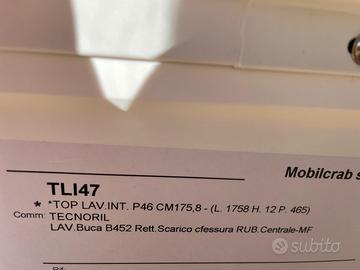 Mobilcrab s
TLI47
* *TOP LAV.INT. P46 CM175,8 - (L. 1758 H. 12 P. 465)
Comm: TECNORIL
LAV.Buca B452 Rett.Scarico cfessura RUB.Centrale-MF
subito